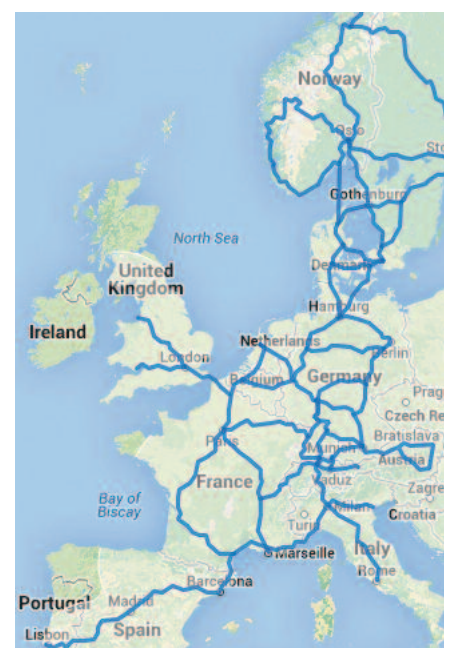 Norway
Oslo
Sto
Gothenburg
North Sea
Denmark
United
Kingdom
Hamburg
Ireland
Netherlands
London
Berlin
Belgium
Germany
Prag
Czech Re
Paris
Bratislava
Munich
Austria
France
Vaduz
Zagre
Bay of
Biscay
Milan
Croatia
Turin
Marseille
Italy
Rome
Barcelona
Portugal
Madrid
Lisbon
Spain